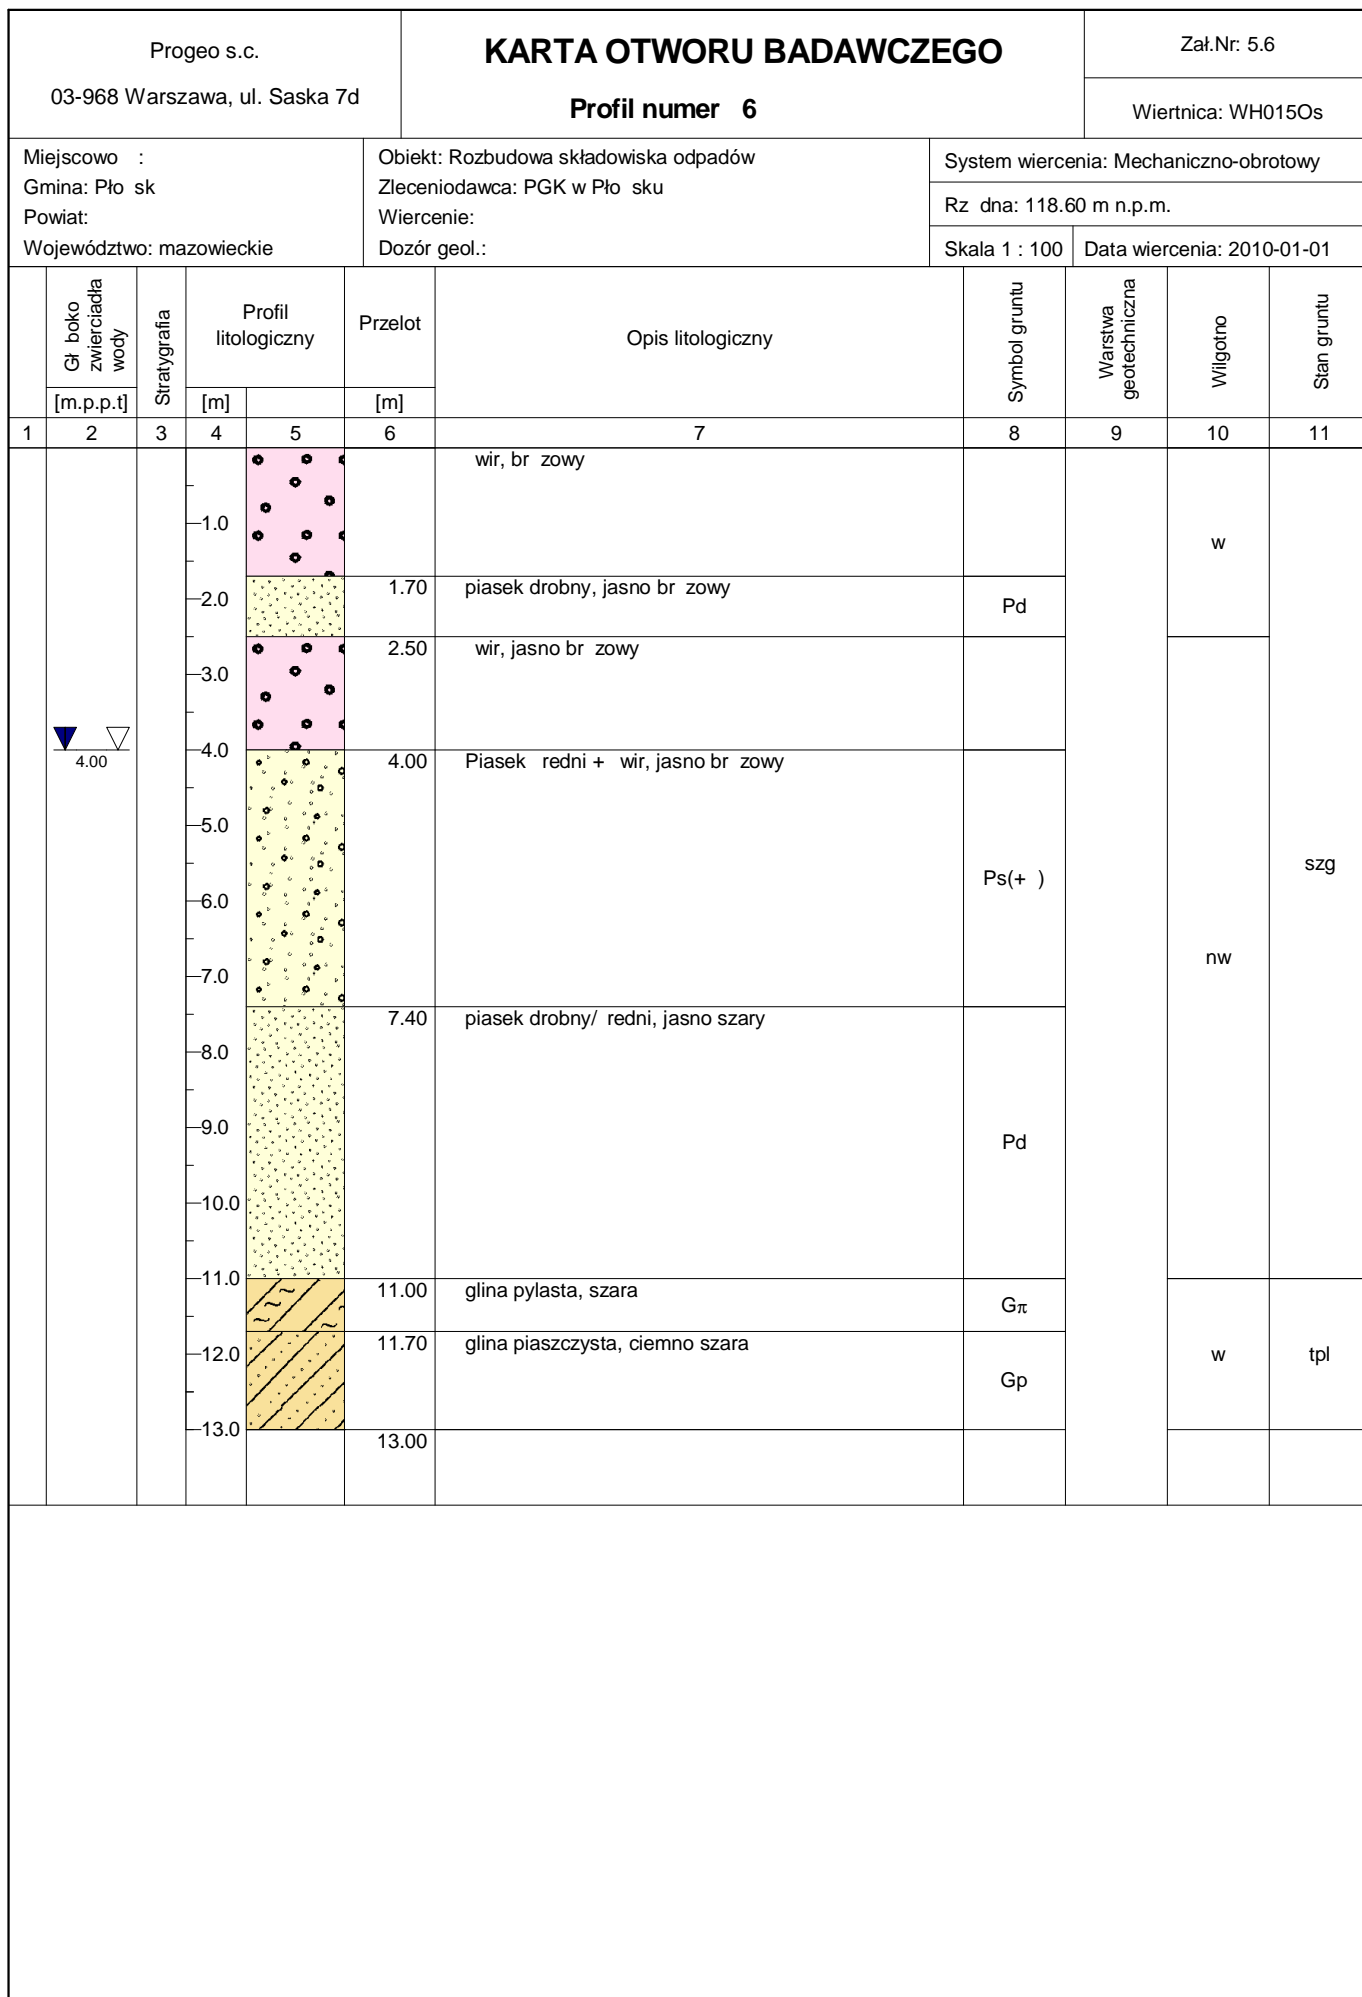 Progeo s.c.
03-968 Warszawa, ul. Saska 7d
KARTA OTWORU BADAWCZEGO
Profil numer 6
Zał.Nr: 5.6
Wiertnica: WH015Os
Miejscowo :
Gmina: Pło sk
Powiat:
Województwo: mazowieckie
Obiekt: Rozbudowa składowiska odpadów
Zleceniodawca: PGK w Pło sku
Wiercenie:
Dozór geol.:
System wiercenia: Mechaniczno-obrotowy
Rz dna: 118.60 m n.p.m.
Skala 1 : 100 Data wiercenia: 2010-01-01
Gł boko
zwierciadła
wody
[m.p.p.t]
Stratygrafia
Profil
litologiczny
[m]
Przelot
[m]
Opis litologiczny
Symbol gruntu
Warstwa
geotechniczna
Wilgotno
Stan gruntu
1 2 3 4 5 6 7 8 9 10 11
wir, br zowy
1.0
w
1.70 piasek drobny, jasno br zowy
2.0
Pd
2.50 wir, jasno br zowy
3.0
4.0
4.00
4.00 Piasek redni + wir, jasno br zowy
5.0
Ps(+ )
szg
6.0
nw
7.0
7.40 piasek drobny/ redni, jasno szary
8.0
9.0
Pd
10.0
11.0
11.00 glina pylasta, szara
Gπ
11.70 glina piaszczysta, ciemno szara
12.0
w
tpl
Gp
13.0
13.00